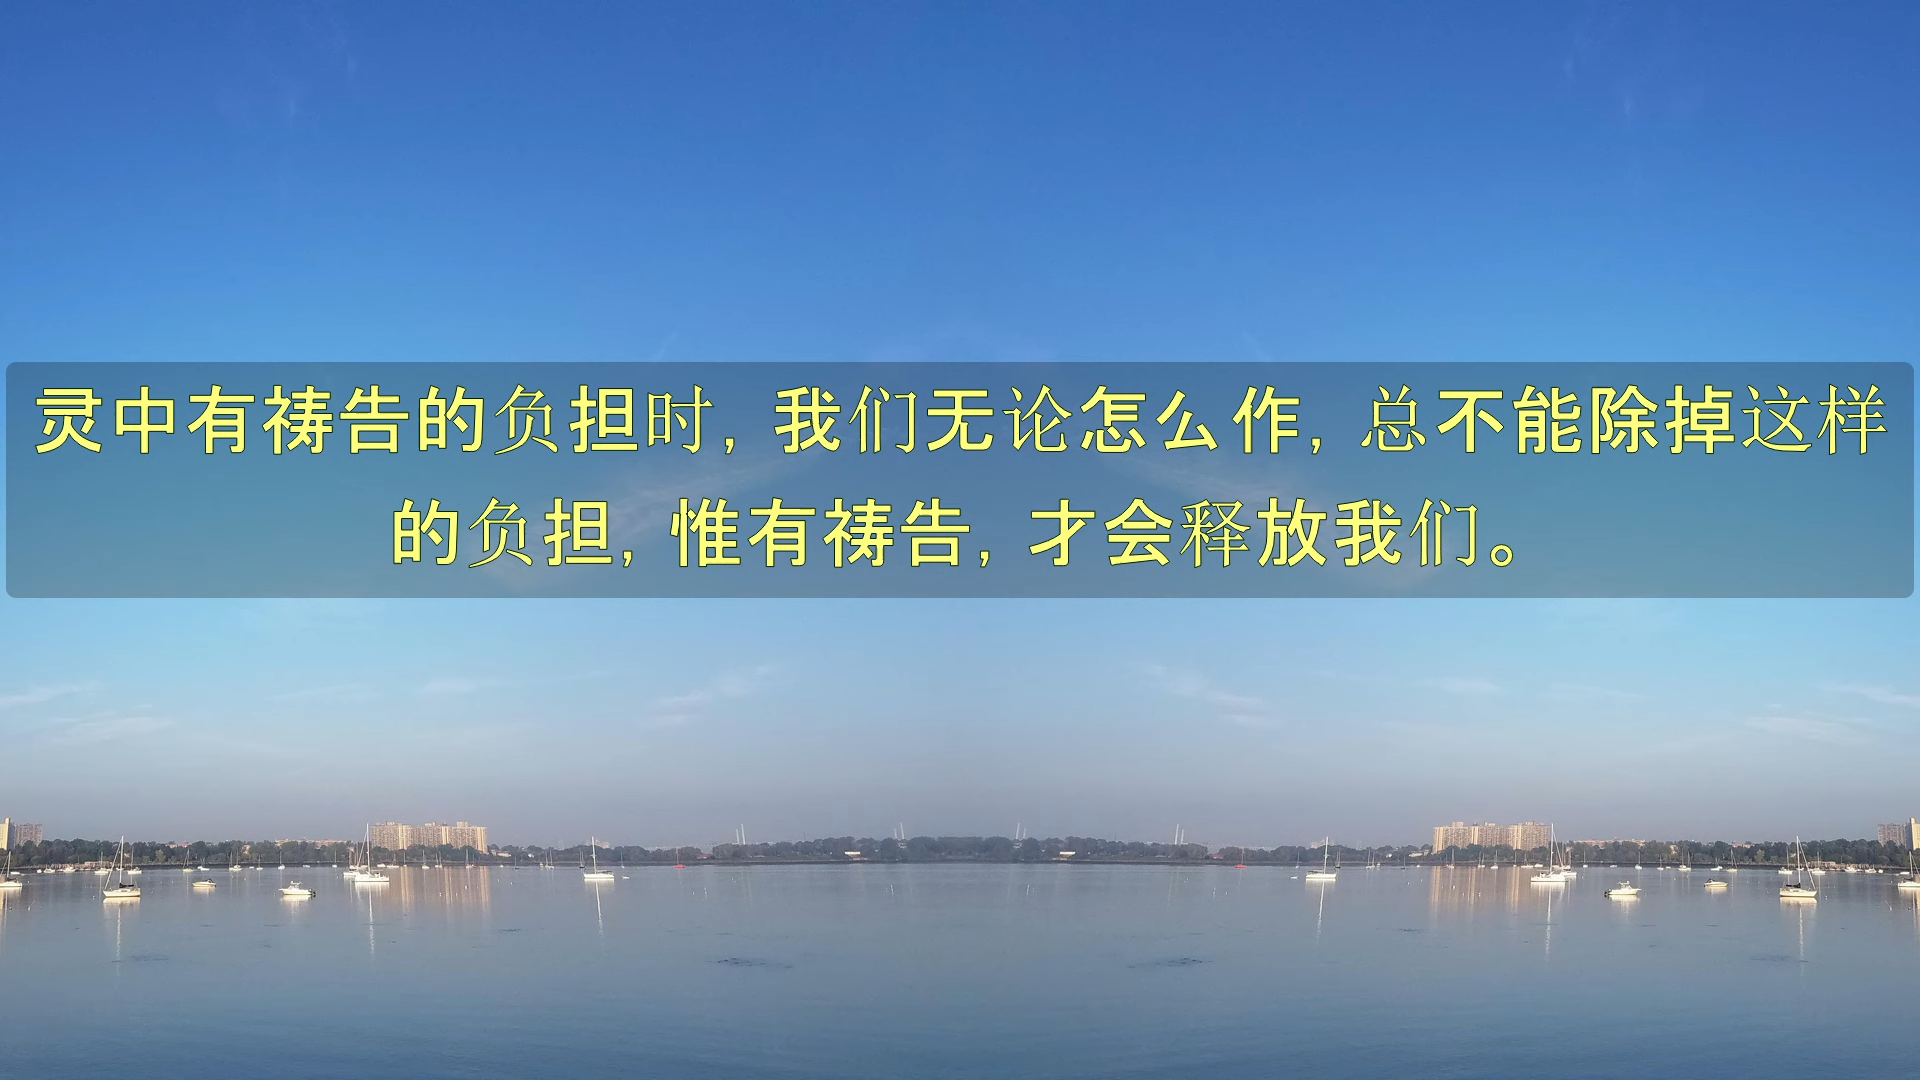 灵中有祷告的负担时, 我们无论怎么作, 总不能除掉这样
的负担, 惟有祷告, 才会释放我们。